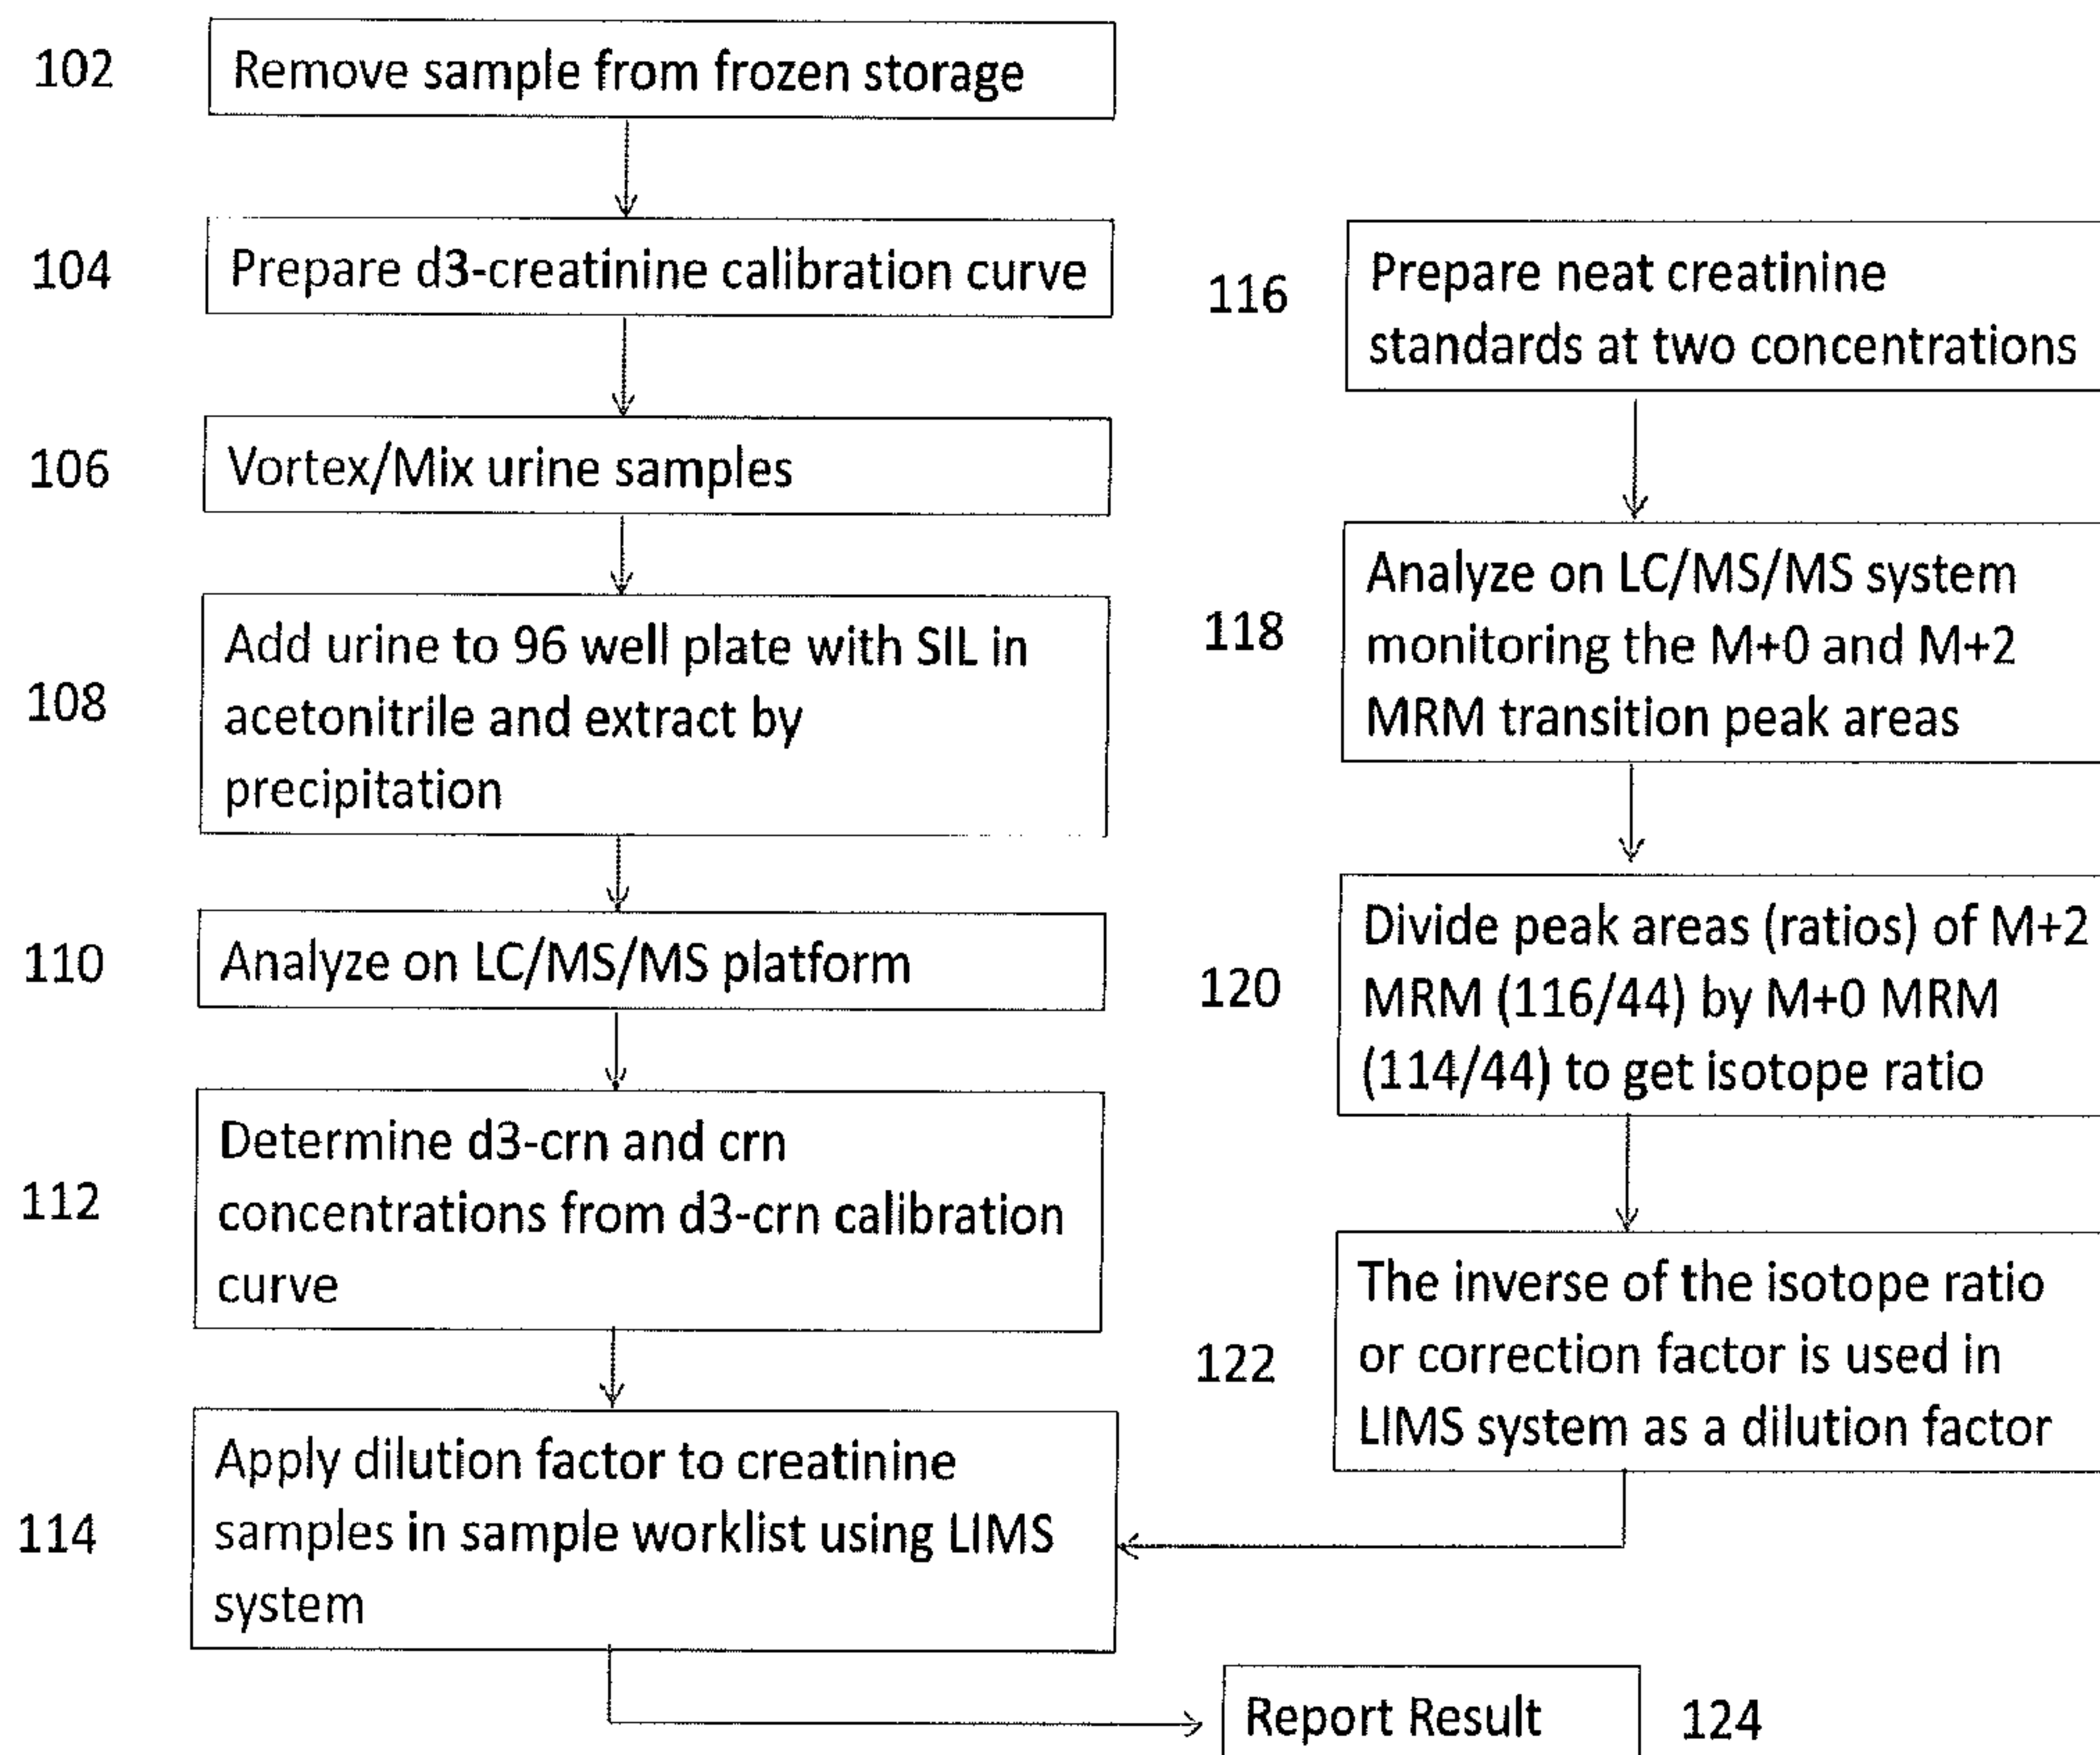 102
Remove sample from frozen storage
104
Prepare d3-creatinine calibration curve
106
Vortex/Mix urine samples
108
Add urine to 96 well plate with SIL in
acetonitrile and extract by
precipitation
110
Analyze on LC/MS/MS platform
112
Determine d3-crn and crn
concentrations from d3-crn calibration
curve
114
Apply dilution factor to creatinine
samples in sample worklist using LIMS
system
116
Prepare neat creatinine
standards at two concentrations
118
Analyze on LC/MS/MS system
monitoring the M+0 and M+2
MRM transition peak areas
120
Divide peak areas (ratios) of M+2
MRM (116/44) by M+0 MRM
(114/44) to get isotope ratio
122
The inverse of the isotope ratio
or correction factor is used in
LIMS system as a dilution factor
Report Result
124